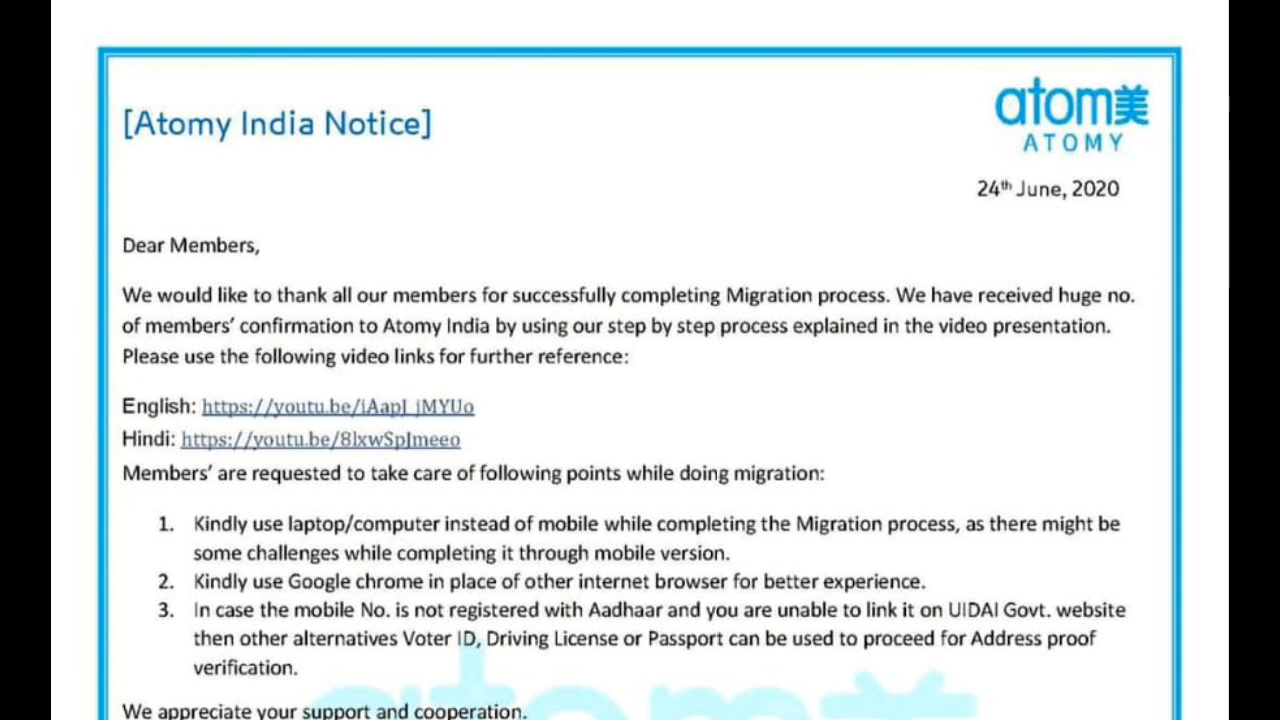 [Atomy India Notice]
atom美
ATOMY
24th June, 2020
Dear Members,
We would like to thank all our members for successfully completing Migration process. We have received huge no.
of members’ confirmation to Atomy India by using our step by step process explained in the video presentation.
Please use the following video links for further reference:
English: https://youtu.be/iAapJ_jMYUo
Hindi: https://youtu.be/8lxwSpJmeeo
Members’ are requested to take care of following points while doing migration:
1. Kindly use laptop/computer instead of mobile while completing the Migration process, as there might be
some challenges while completing it through mobile version.
2. Kindly use Google chrome in place of other internet browser for better experience.
3. In case the mobile No. is not registered with Aadhaar and you are unable to link it on UIDAI Govt. website
then other alternatives Voter ID, Driving License or Passport can be used to proceed for Address proof
verification.
We appreciate your support and cooperation.
atom美